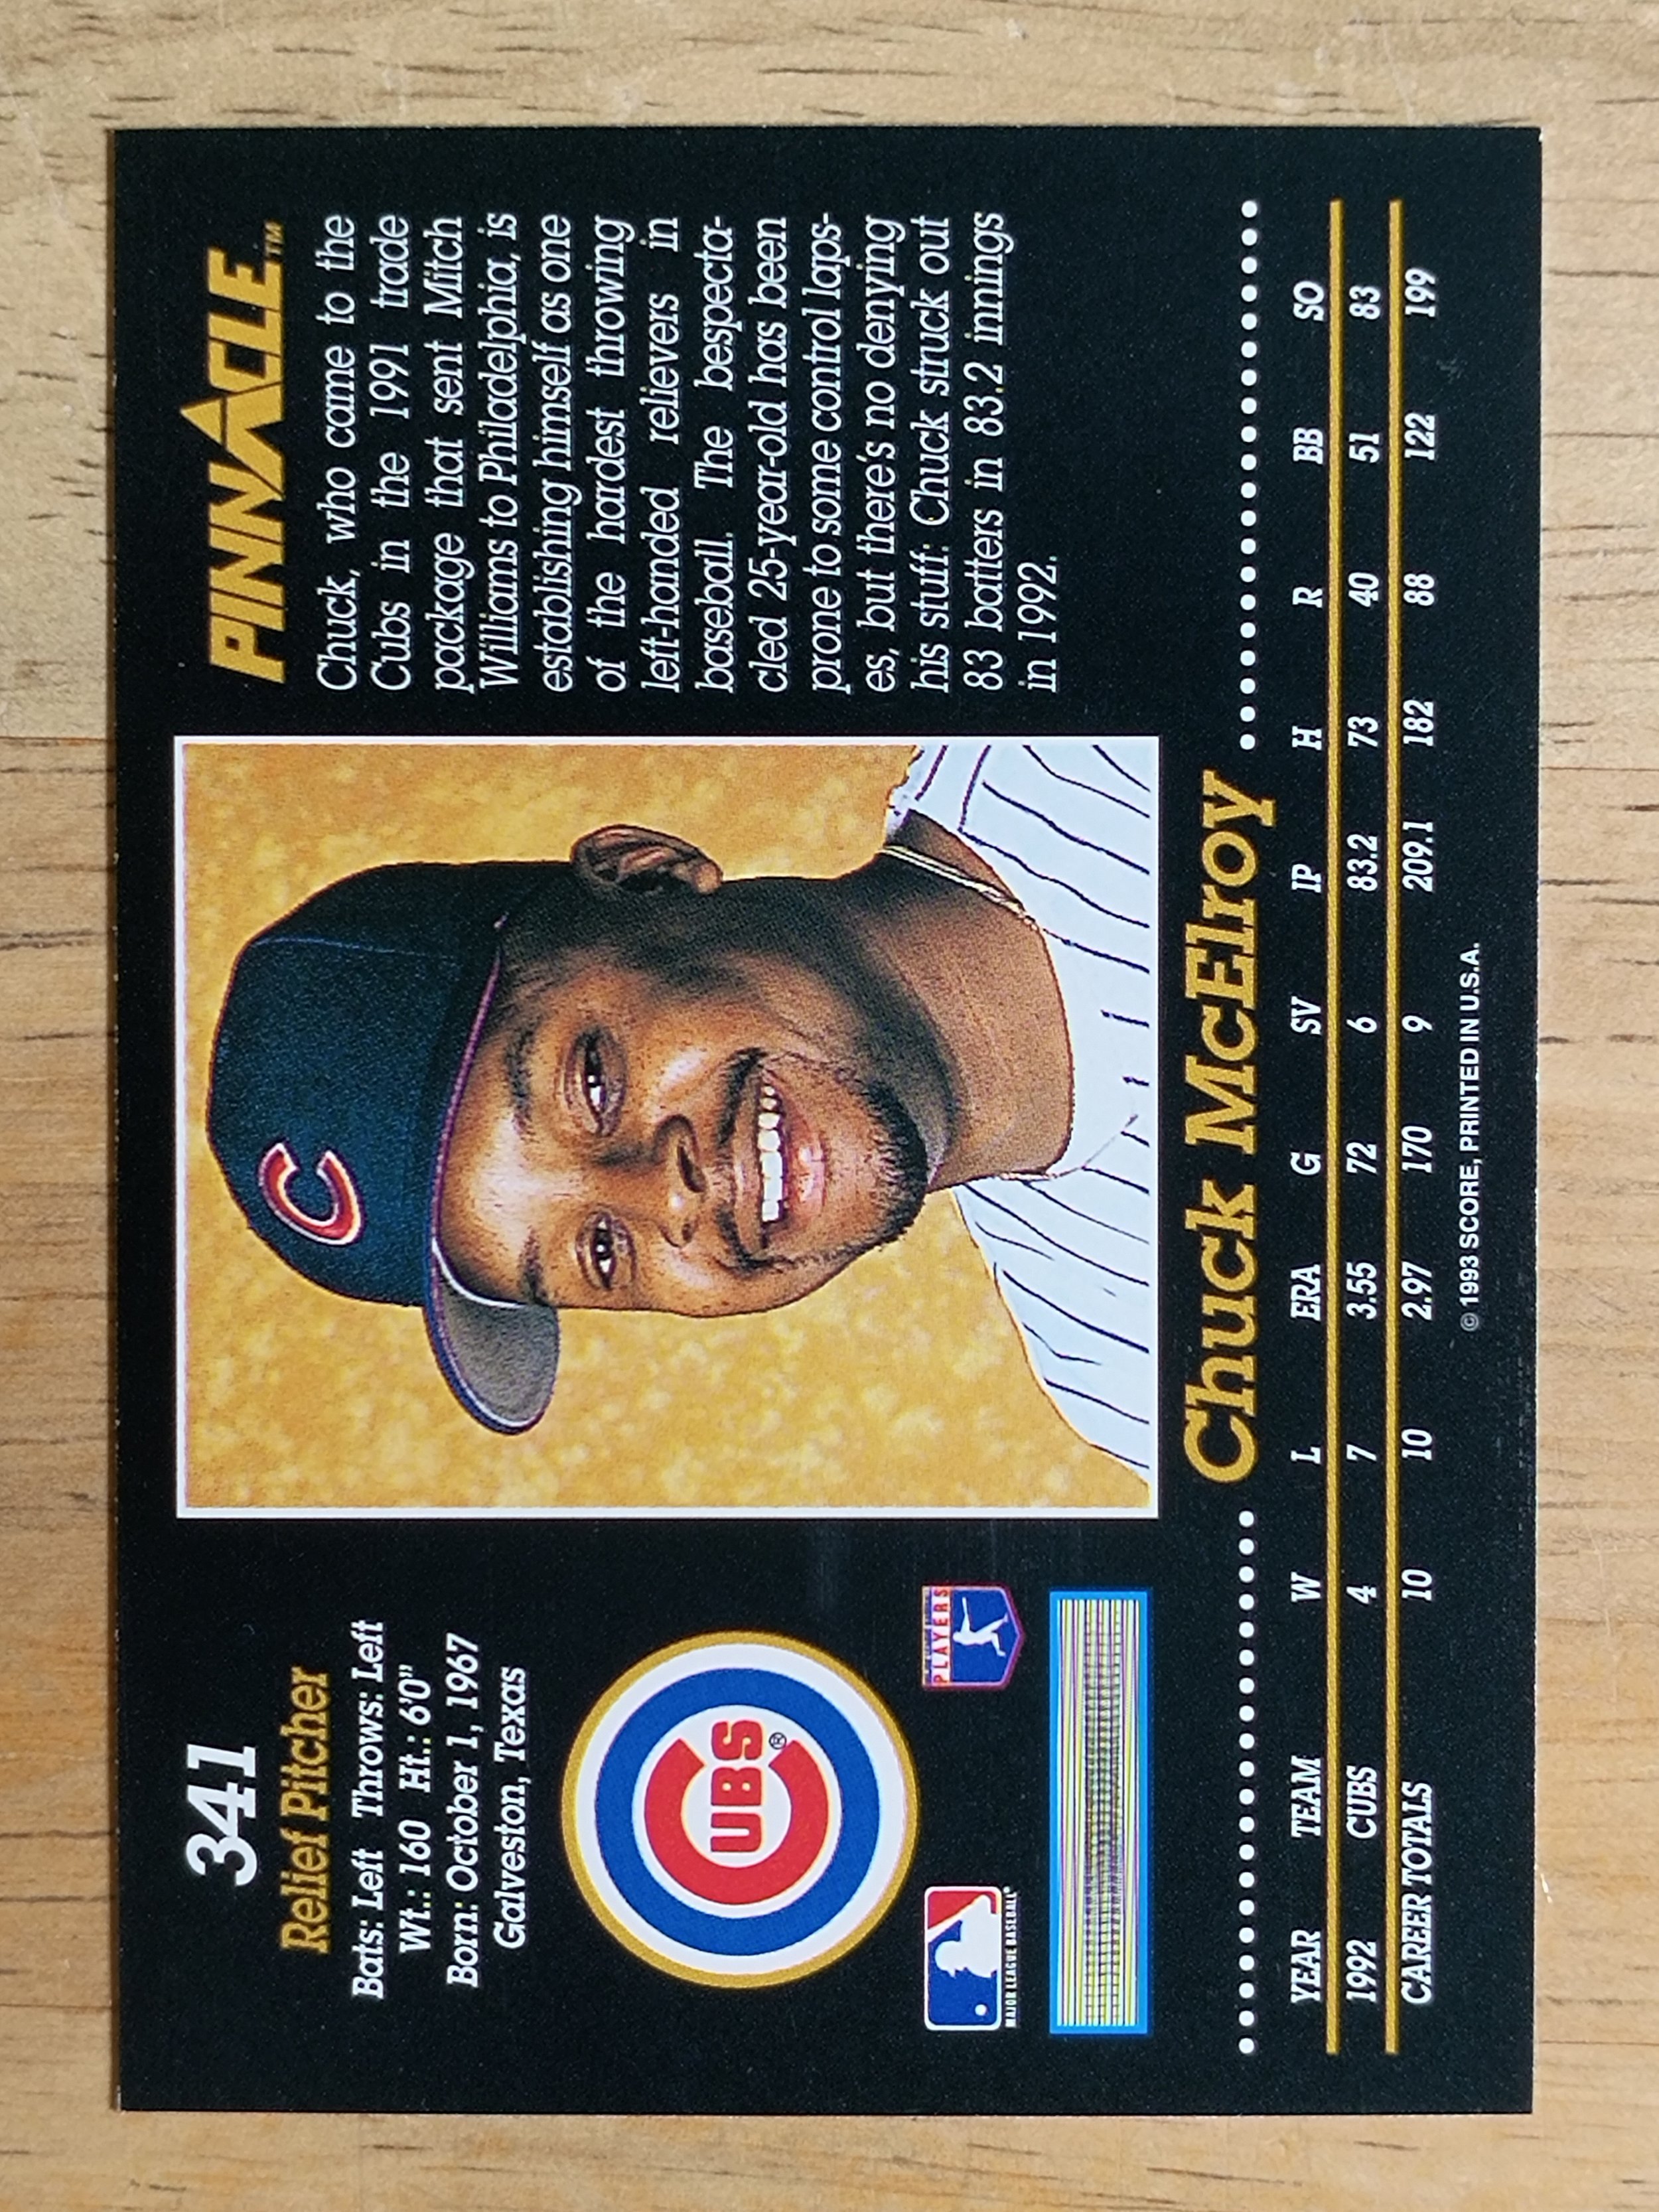 341
Relief Pitcher
Bats: Left Throws: Left
Wt.: 160 Ht.: 6'0"
Born: October 1, 1967
Galveston, Texas
CUBS®
MAJOR LEAGUE BASEBALL
PLAYERS
C
PINNACLE™
Chuck, who came to the
Cubs in the 1991 trade
package that sent Mitch
Williams to Philadelphia, is
establishing himself as one
of the hardest throwing
left-handed relievers in
baseball. The bespecta-
cled 25-year-old has been
prone to some control laps-
es, but there's no denying
his stuff: Chuck struck out
83 batters in 83.2 innings
in 1992.
Chuck McElroy
YEAR TEAM W L ERA G SV IP H R BB SO
1992 CUBS 4 7 3.55 72 6 83.2 73 40 51 83
CAREER TOTALS 10 10 2.97 170 9 209.1 182 88 122 199
© 1993 SCORE, PRINTED IN U.S.A.